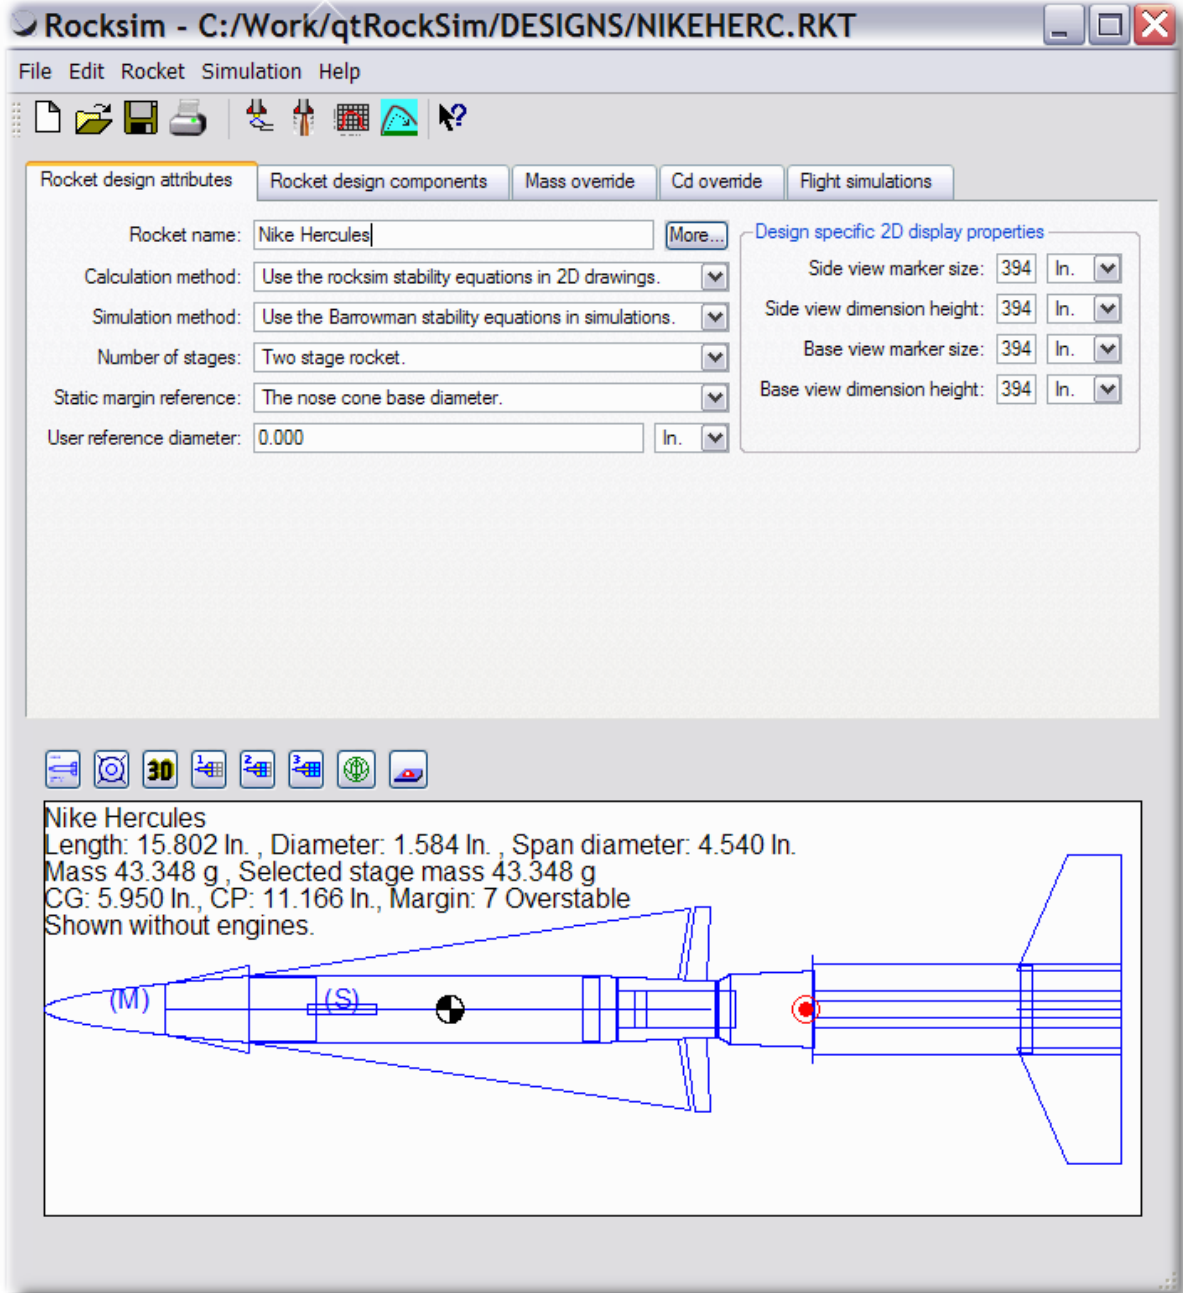 Rocksim - C:/Work/qtRockSim/DESIGNS/NIKEHERC.RKT
File Edit Rocket Simulation Help
Rocket design attributes Rocket design components Mass override Cd override Flight simulations
Rocket name: Nike Hercules More...
Calculation method: Use the rocksim stability equations in 2D drawings.
Simulation method: Use the Barrowman stability equations in simulations.
Number of stages: Two stage rocket.
Static margin reference: The nose cone base diameter.
User reference diameter: 0.000 In.
Design specific 2D display properties
Side view marker size: 394 In.
Side view dimension height: 394 In.
Base view marker size: 394 In.
Base view dimension height: 394 In.
3D 1 2 3
Nike Hercules
Length: 15.802 In. , Diameter: 1.584 In. , Span diameter: 4.540 In.
Mass 43.348 g , Selected stage mass 43.348 g
CG: 5.950 In., CP: 11.166 In., Margin: 7 Overstable
Shown without engines.
(M) (S)